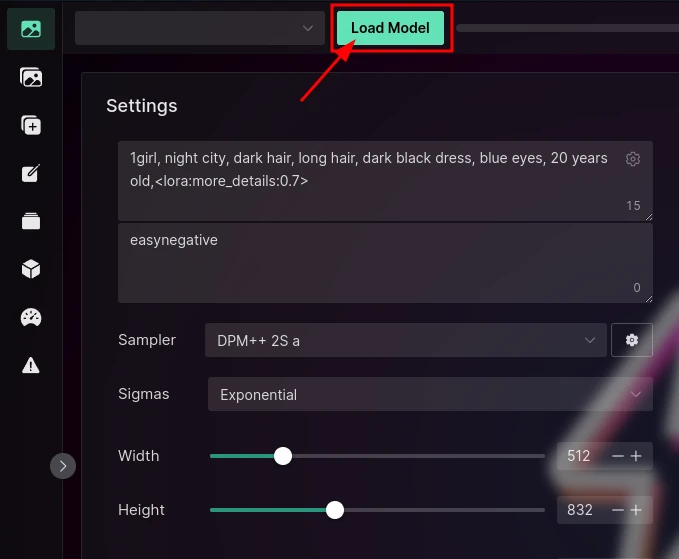 Load Model
Settings
1girl, night city, dark hair, long hair, dark black dress, blue eyes, 20 years
old,<lora:more_details:0.7>
15
easynegative
0
Sampler DPM++ 2S a
Sigmas Exponential
Width 512
Height 832